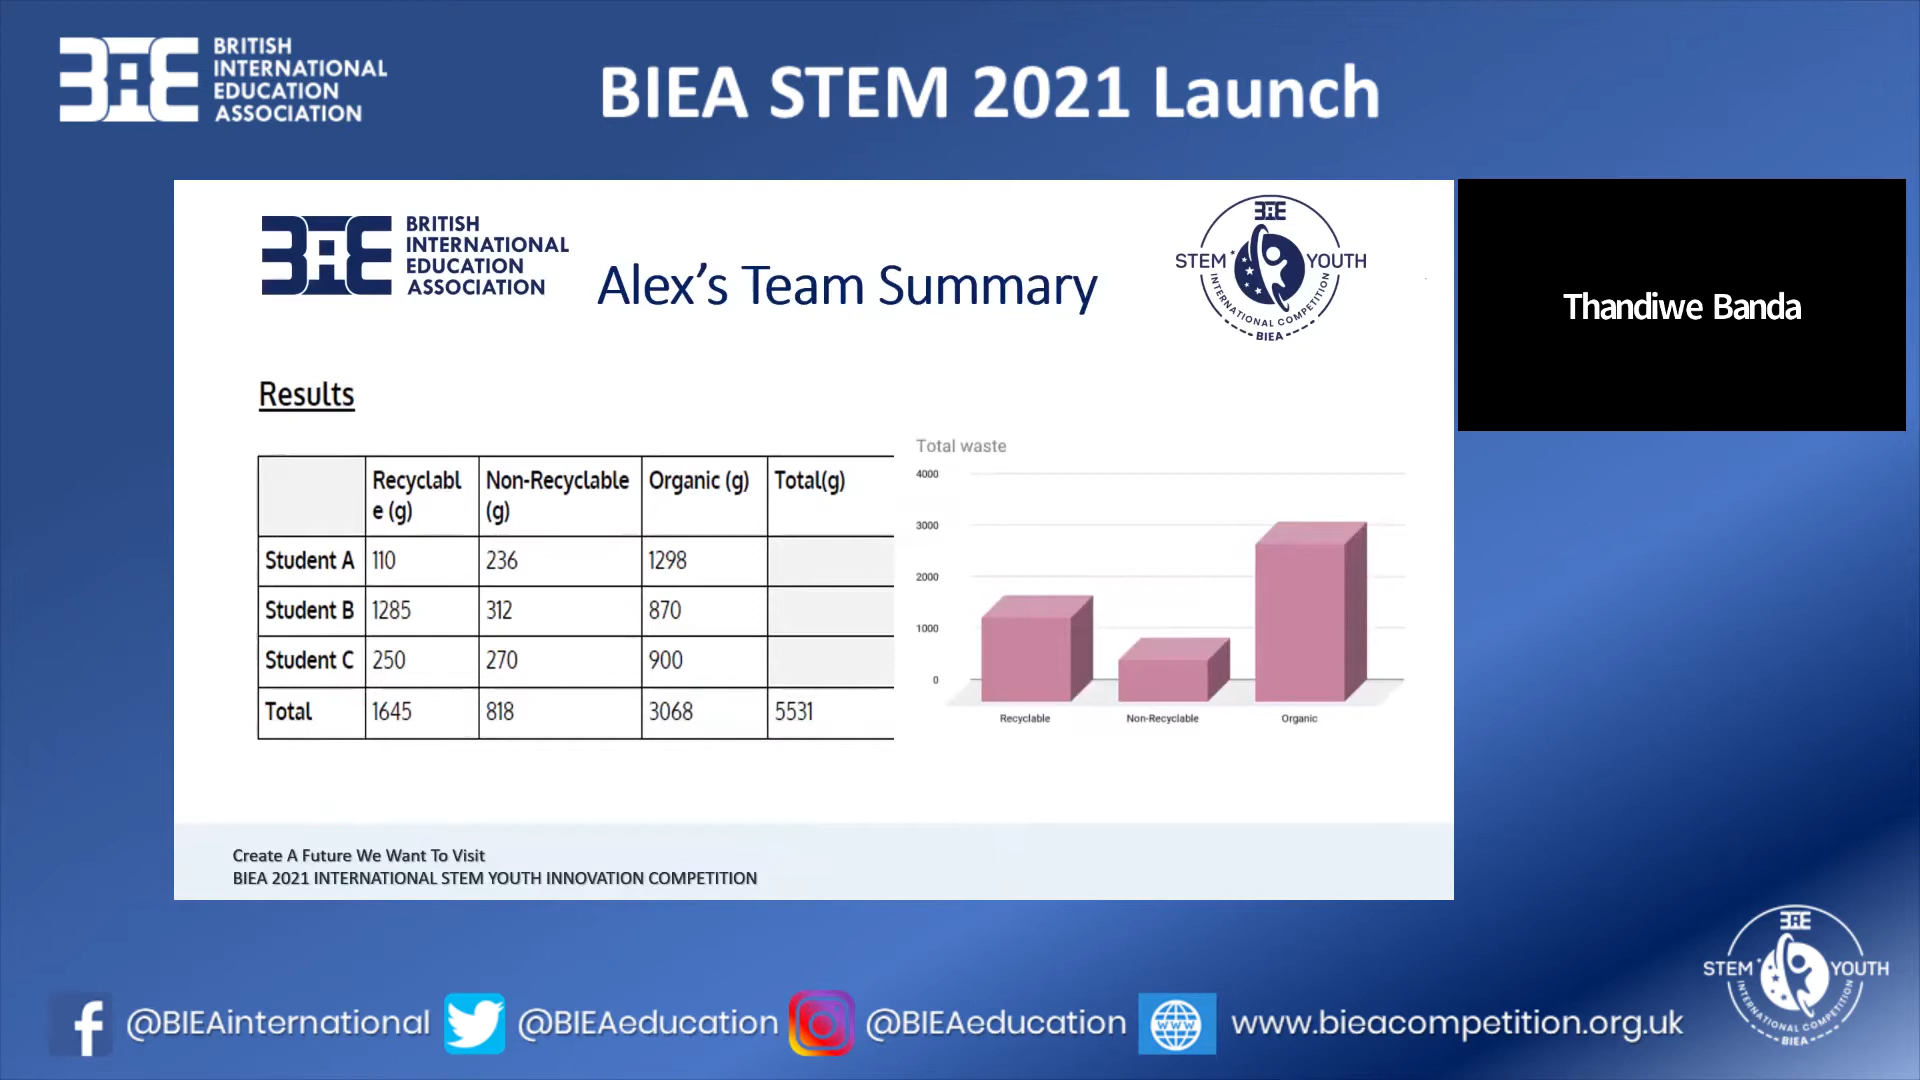 BRITISH
INTERNATIONAL
EDUCATION
ASSOCIATION
BIEA STEM 2021 Launch
BRITISH
INTERNATIONAL
EDUCATION
ASSOCIATION
Alex's Team Summary
STEM YOUTH
INTERNATIONAL COMPETITION
BIEA
Thandiwe Banda
Results
Recyclabl Non-Recyclable Organic (g) Total(g)
e (g) (g)
Student A 110 236 1298
Student B 1285 312 870
Student C 250 270 900
Total 1645 818 3068 5531
Total waste
4000
3000
2000
1000
0
Recyclable Non-Recyclable Organic
Create A Future We Want To Visit
BIEA 2021 INTERNATIONAL STEM YOUTH INNOVATION COMPETITION
@BIEAinternational @BIEAeducation @BIEAeducation WWW www.bieacompetition.org.uk
STEM YOUTH
INTERNATIONAL COMPETITION
BIEA